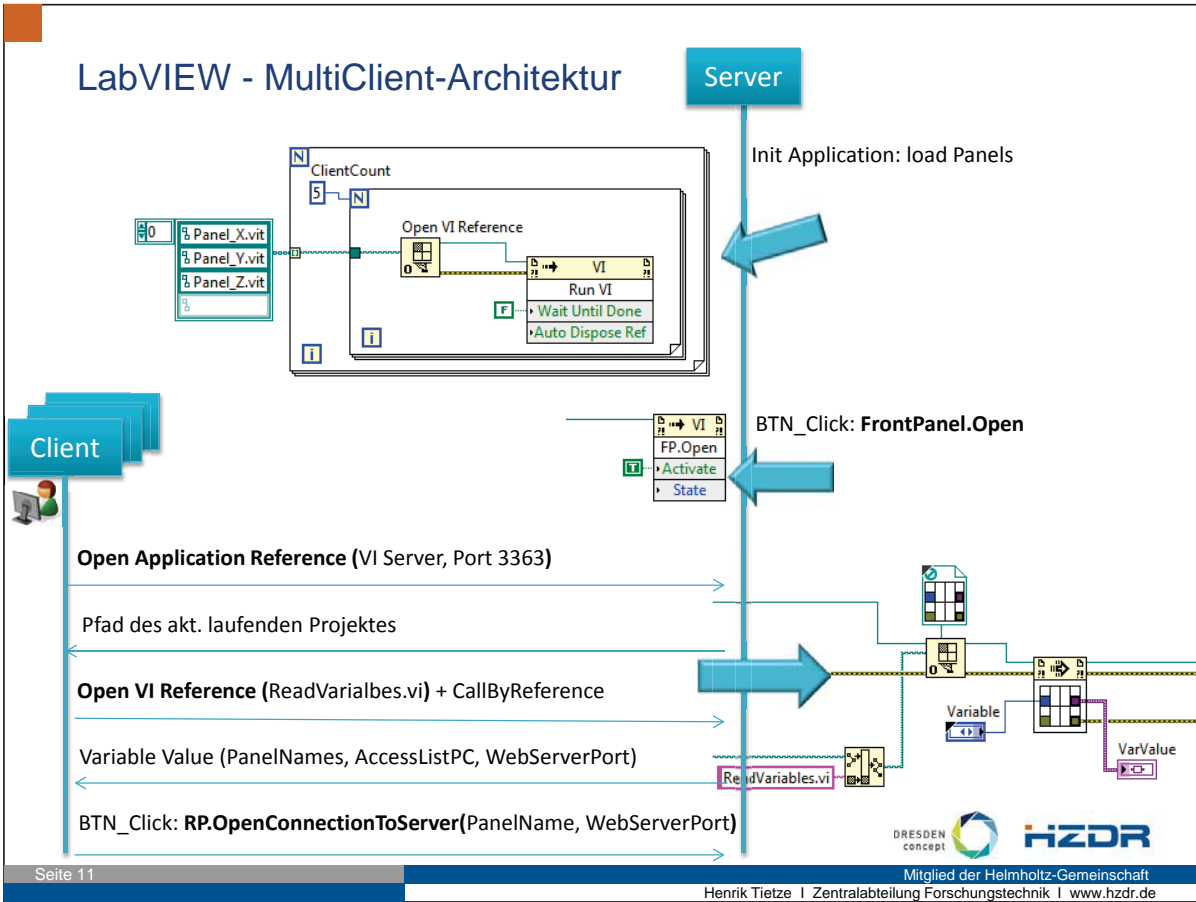 LabVIEW - MultiClient-Architektur
Server
Init Application: load Panels
N
ClientCount
5
N
Open VI Reference
0
Panel_X.vit
Panel_Y.vit
Panel_Z.vit
VI
Run VI
F
Wait Until Done
Auto Dispose Ref
i
i
Client
VI
FP.Open
T
Activate
State
BTN_Click: FrontPanel.Open
Open Application Reference (VI Server, Port 3363)
Pfad des akt. laufenden Projektes
Open VI Reference (ReadVarialbes.vi) + CallByReference
Variable Value (PanelNames, AccessListPC, WebServerPort)
BTN_Click: RP.OpenConnectionToServer(PanelName, WebServerPort)
Variable
VarValue
ReadVariables.vi
DRESDEN
concept
HZDR
Seite 11
Mitglied der Helmholtz-Gemeinschaft
Henrik Tietze I Zentralabteilung Forschungstechnik I www.hzdr.de